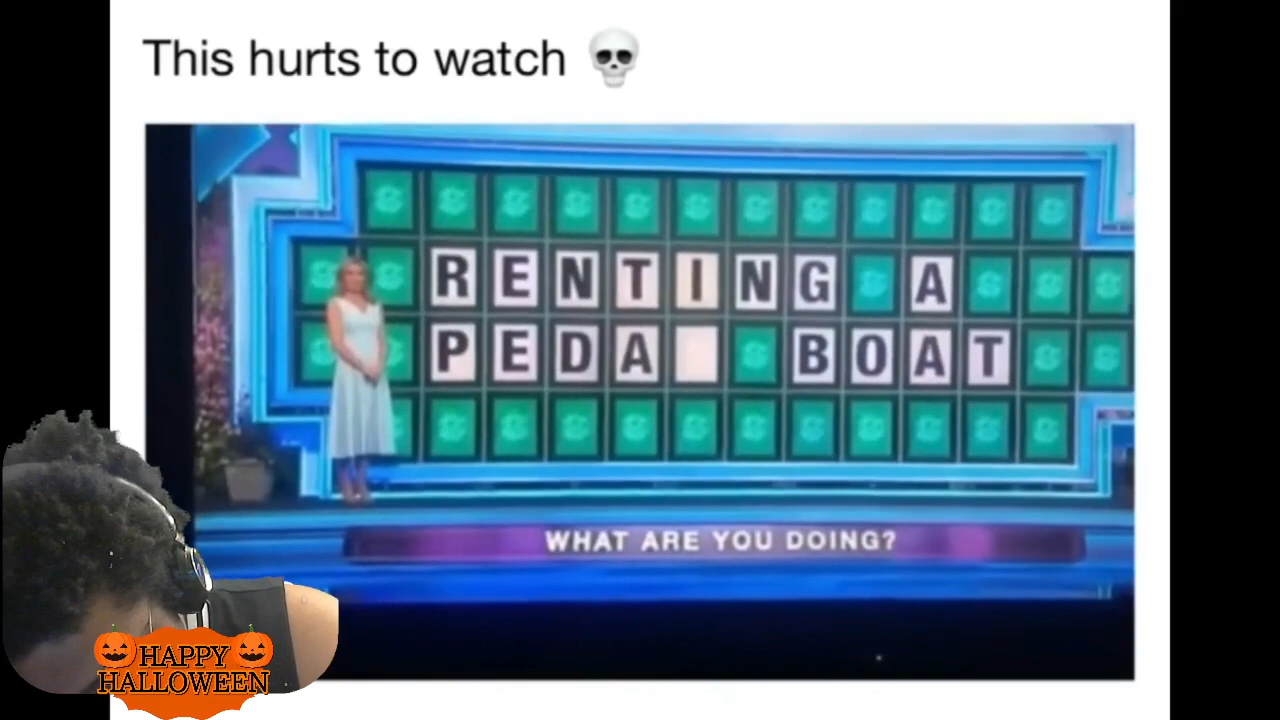 This hurts to watch 💀
RENTING A
PEDA BOAT
WHAT ARE YOU DOING?
HAPPY
HALLOWEEN